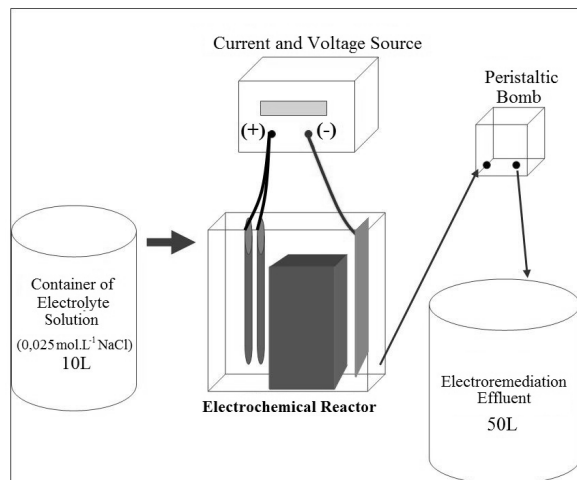 Current and Voltage Source
(+)
(-)
Peristaltic
Bomb
Container of
Electrolyte
Solution
(0,025 mol.L⁻¹ NaCl)
10L
Electrochemical Reactor
Electroremediation
Effluent
50L